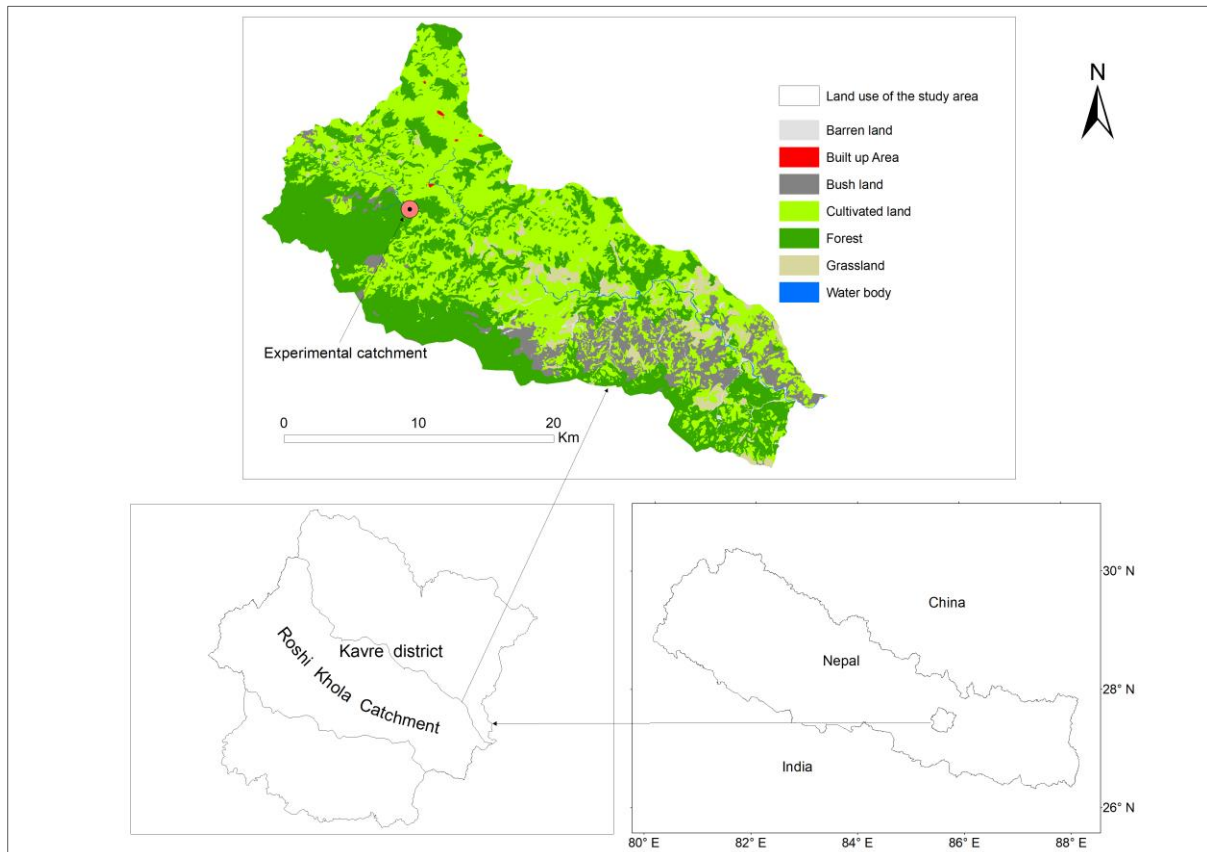 N
Land use of the study area
Barren land
Built up Area
Bush land
Cultivated land
Forest
Grassland
Water body
Experimental catchment
0 10 20
Km
Kavre district
Roshi Khola Catchment
China
Nepal
India
30° N
28° N
26° N
80° E 82° E 84° E 86° E 88° E